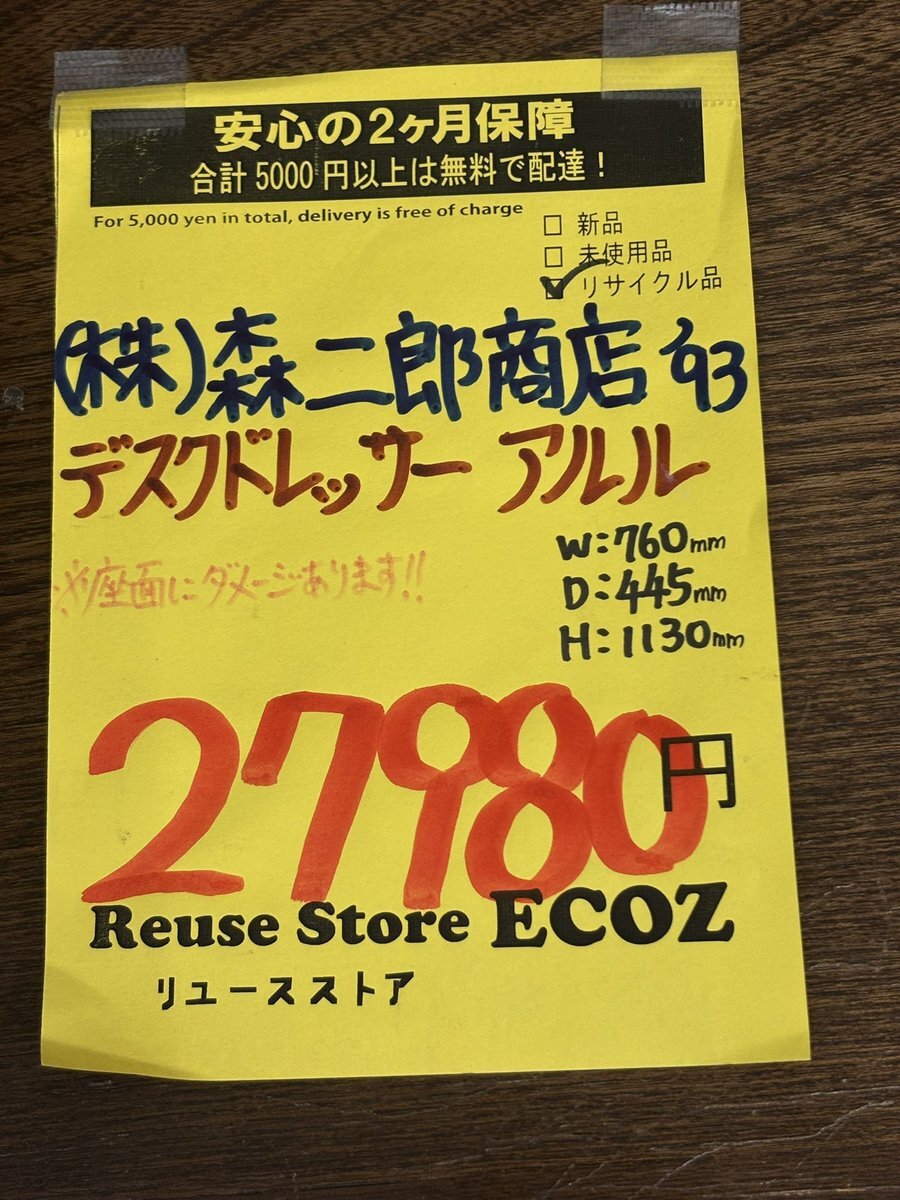 安心の2ヶ月保障
合計5000円以上は無料で配達！
For 5,000 yen in total, delivery is free of charge
□ 新品
□ 未使用品
☑ リサイクル品
(株)森二郎商店 '93
デスクドレッサー アルル
※座面にダメージあります!!
W:760mm
D:445mm
H:1130mm
27980円
Reuse Store ECOZ
リユースストア